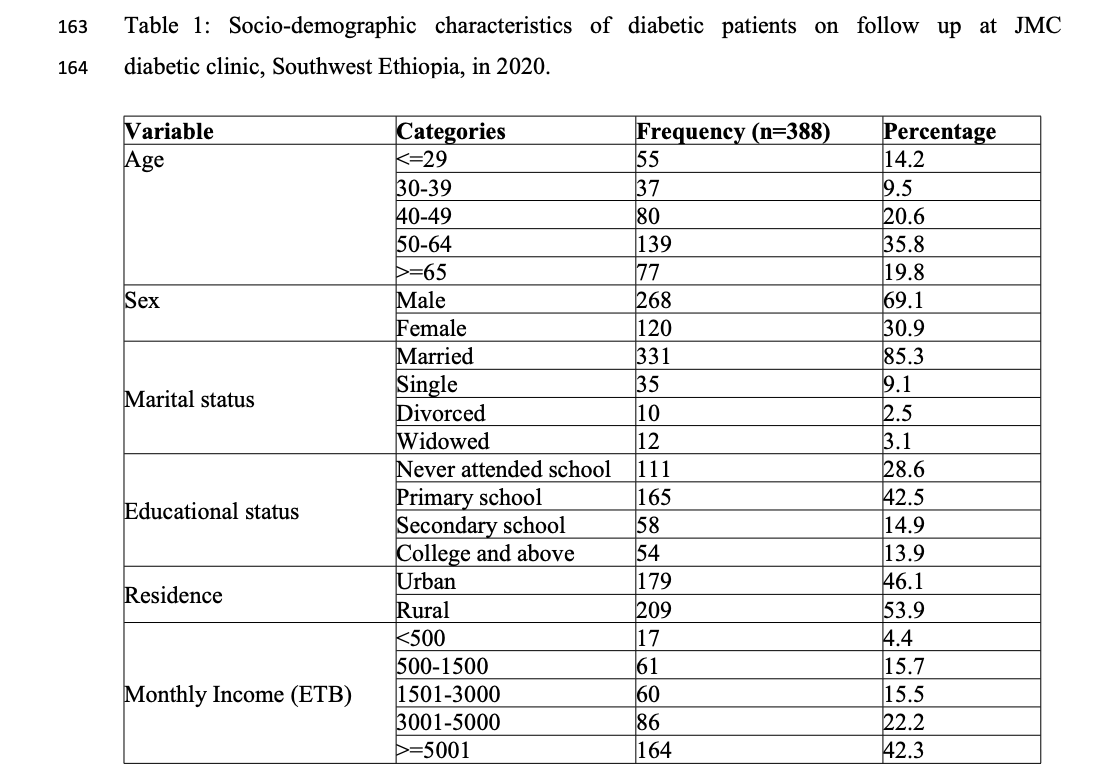 163 Table 1: Socio-demographic characteristics of diabetic patients on follow up at JMC
164 diabetic clinic, Southwest Ethiopia, in 2020.
Variable Categories Frequency (n=388) Percentage
Age <=29 55 14.2
30-39 37 9.5
40-49 80 20.6
50-64 139 35.8
>=65 77 19.8
Sex Male 268 69.1
Female 120 30.9
Marital status Married 331 85.3
Single 35 9.1
Divorced 10 2.5
Widowed 12 3.1
Educational status Never attended school 111 28.6
Primary school 165 42.5
Secondary school 58 14.9
College and above 54 13.9
Residence Urban 179 46.1
Rural 209 53.9
Monthly Income (ETB) <500 17 4.4
500-1500 61 15.7
1501-3000 60 15.5
3001-5000 86 22.2
>=5001 164 42.3